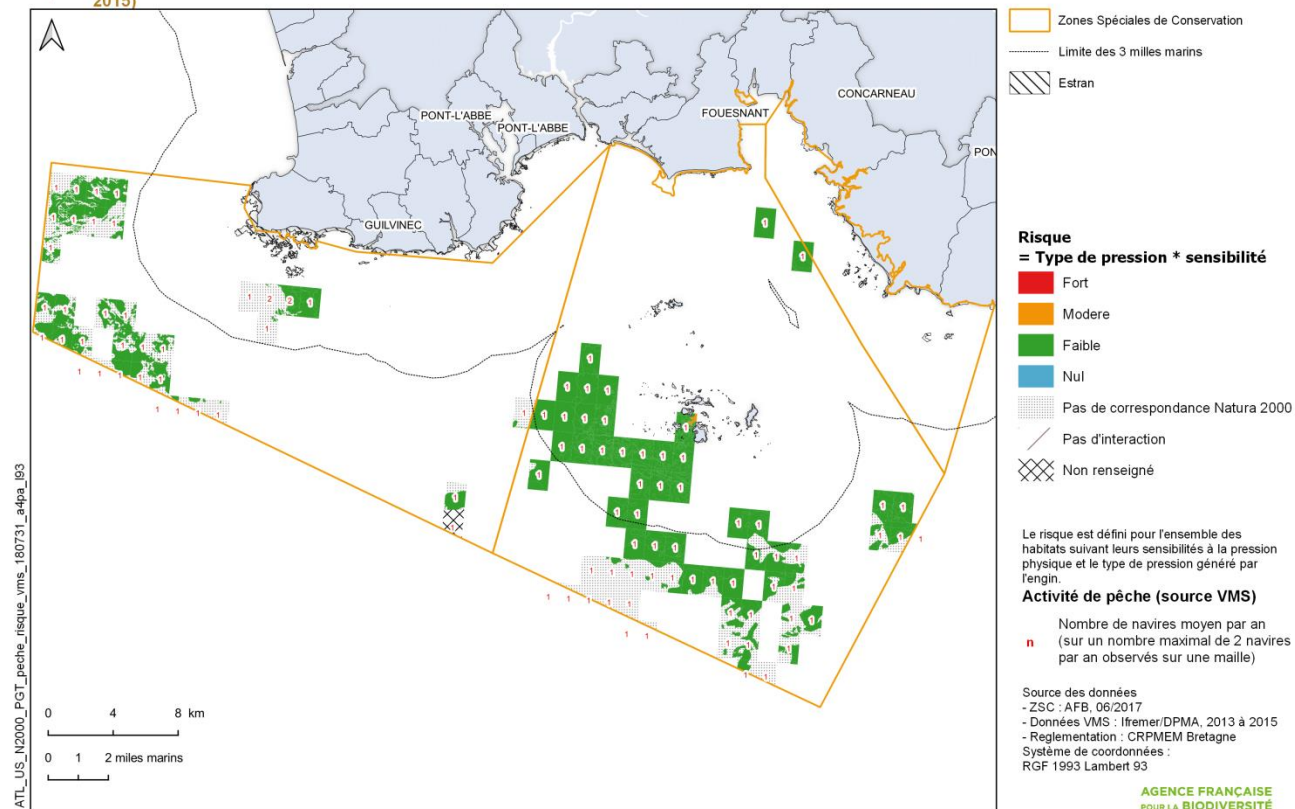 2015)
Zones Spéciales de Conservation
Limite des 3 milles marins
Estran
CONCARNEAU
FOUESNANT
PONT-L'ABBE
PONT-L'ABBE
PON
GUILVINEC
Risque
= Type de pression * sensibilité
Fort
Modere
Faible
Nul
Pas de correspondance Natura 2000
Pas d'interaction
Non renseigné
Le risque est défini pour l'ensemble des
habitats suivant leurs sensibilités à la pression
physique et le type de pression généré par
l'engin.
Activité de pêche (source VMS)
n
Nombre de navires moyen par an
(sur un nombre maximal de 2 navires
par an observés sur une maille)
Source des données
- ZSC : AFB, 06/2017
- Données VMS : Ifremer/DPMA, 2013 à 2015
- Reglementation : CRPMEM Bretagne
Système de coordonnées :
RGF 1993 Lambert 93
AGENCE FRANÇAISE
POUR LA BIODIVERSITÉ
0 4 8 km
0 1 2 miles marins
ATL_US_N2000_PGT_peche_risque_vms_180731_a4pa_l93